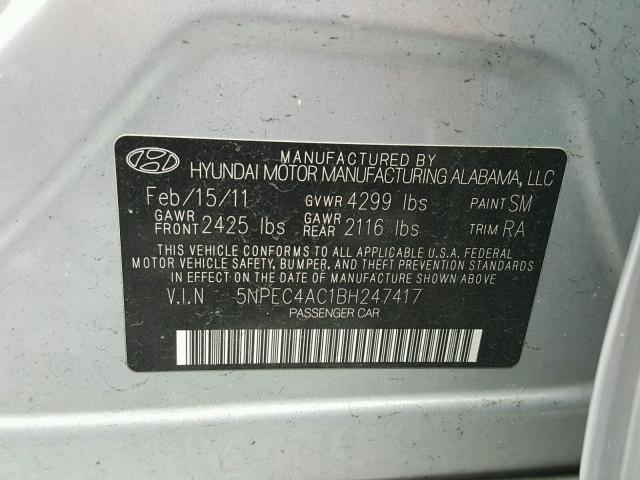 MANUFACTURED BY
HYUNDAI MOTOR MANUFACTURING ALABAMA, LLC
Feb/15/11 GVWR 4299 lbs PAINT SM
GAWR FRONT 2425 lbs GAWR REAR 2116 lbs TRIM RA
THIS VEHICLE CONFORMS TO ALL APPLICABLE U.S.A. FEDERAL
MOTOR VEHICLE SAFETY, BUMPER, AND THEFT PREVENTION STANDARDS
IN EFFECT ON THE DATE OF MANUFACTURE SHOWN ABOVE.
V.I.N 5NPEC4AC1BH247417
PASSENGER CAR